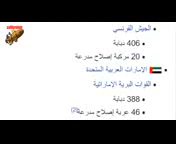 الجيش الفرنسي
406 دبابة
20 مركبة إصلاح مدرعة
الإمارات العربية المتحدة
القوات البرية الإماراتية
388 دبابة
46 عربة إصلاح مدرعة[2]